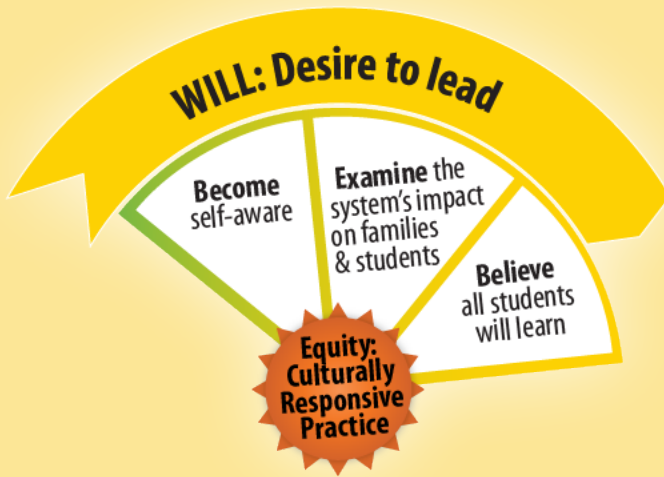 WILL: Desire to lead
Become
self-aware
Examine the
system's impact
on families
& students
Believe
all students
will learn
Equity:
Culturally
Responsive
Practice